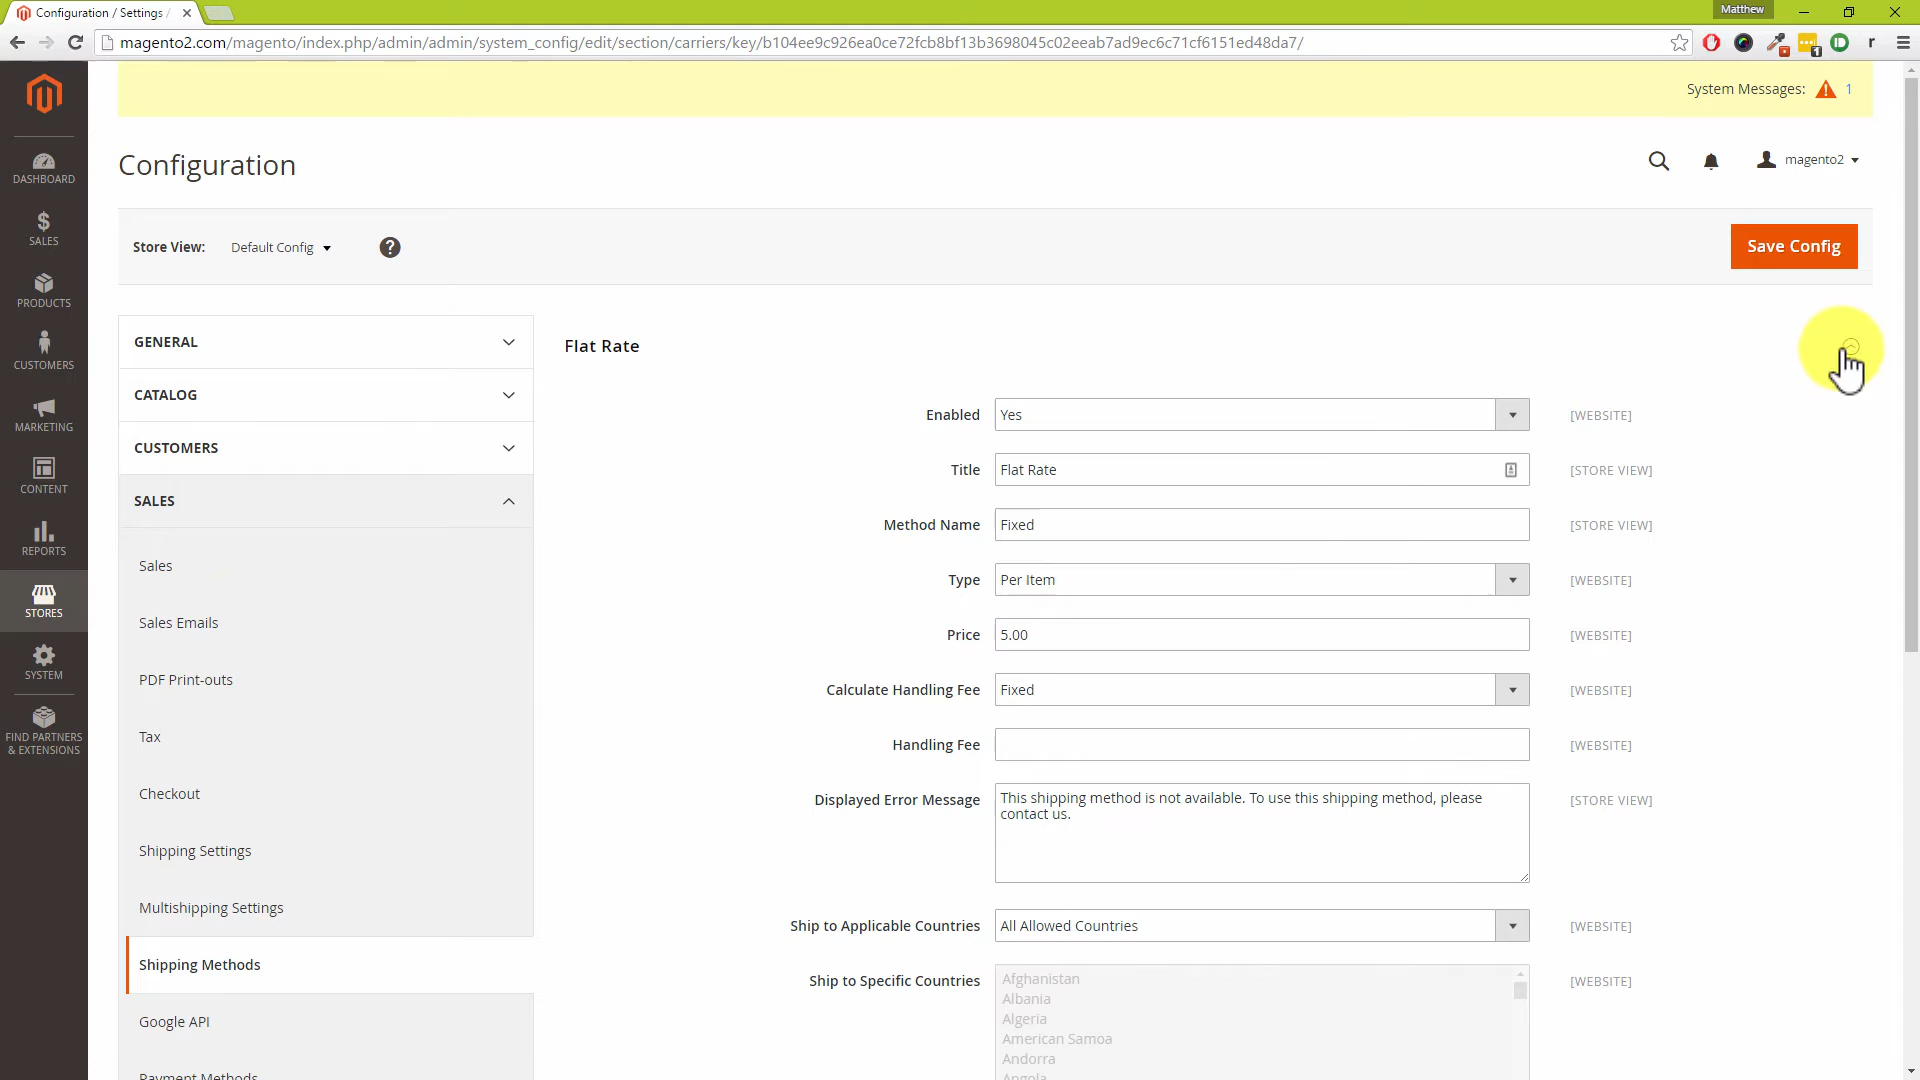 Configuration / Settings /
Matthew
magento2.com/magento/index.php/admin/admin/system_config/edit/section/carriers/key/b104ee9c926ea0ce72fcb8bf13b3698045c02eeab7ad9ec6c71cf6151ed48da7/
1
r
System Messages: 1
Configuration
magento2
Store View: Default Config ?
Save Config
DASHBOARD
$
SALES
PRODUCTS
CUSTOMERS
MARKETING
CONTENT
REPORTS
STORES
SYSTEM
FIND PARTNERS
& EXTENSIONS
GENERAL
CATALOG
CUSTOMERS
SALES
Sales
Sales Emails
PDF Print-outs
Tax
Checkout
Shipping Settings
Multishipping Settings
Shipping Methods
Google API
Payment Methods
Flat Rate
Enabled Yes [WEBSITE]
Title Flat Rate [STORE VIEW]
Method Name Fixed [STORE VIEW]
Type Per Item [WEBSITE]
Price 5.00 [WEBSITE]
Calculate Handling Fee Fixed [WEBSITE]
Handling Fee [WEBSITE]
Displayed Error Message This shipping method is not available. To use this shipping method, please [STORE VIEW]
contact us.
Ship to Applicable Countries All Allowed Countries [WEBSITE]
Ship to Specific Countries Afghanistan [WEBSITE]
Albania
Algeria
American Samoa
Andorra
Angola